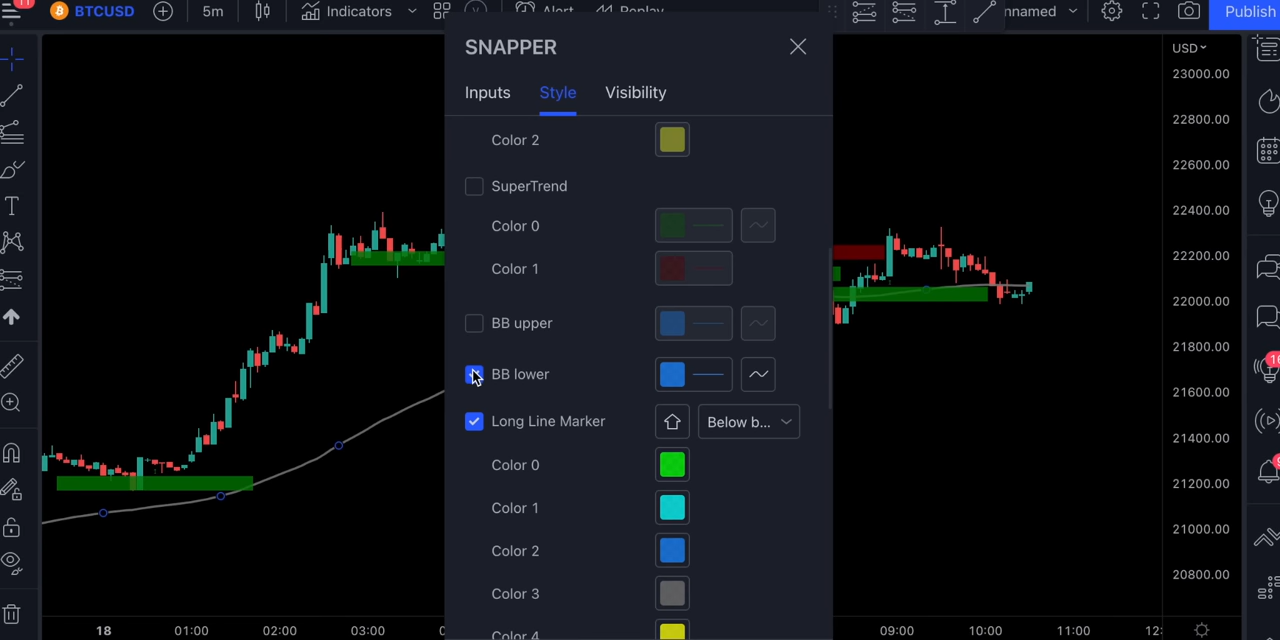 11
BTCUSD
5m
Indicators
Alert
Replay
nnamed
Publish
SNAPPER
Inputs
Style
Visibility
Color 2
SuperTrend
Color 0
Color 1
BB upper
BB lower
Long Line Marker
Below b...
Color 0
Color 1
Color 2
Color 3
Color 4
USD
23000.00
22800.00
22600.00
22400.00
22200.00
22000.00
21800.00
21600.00
21400.00
21200.00
21000.00
20800.00
16
18
01:00
02:00
03:00
09:00
10:00
11:00
12: